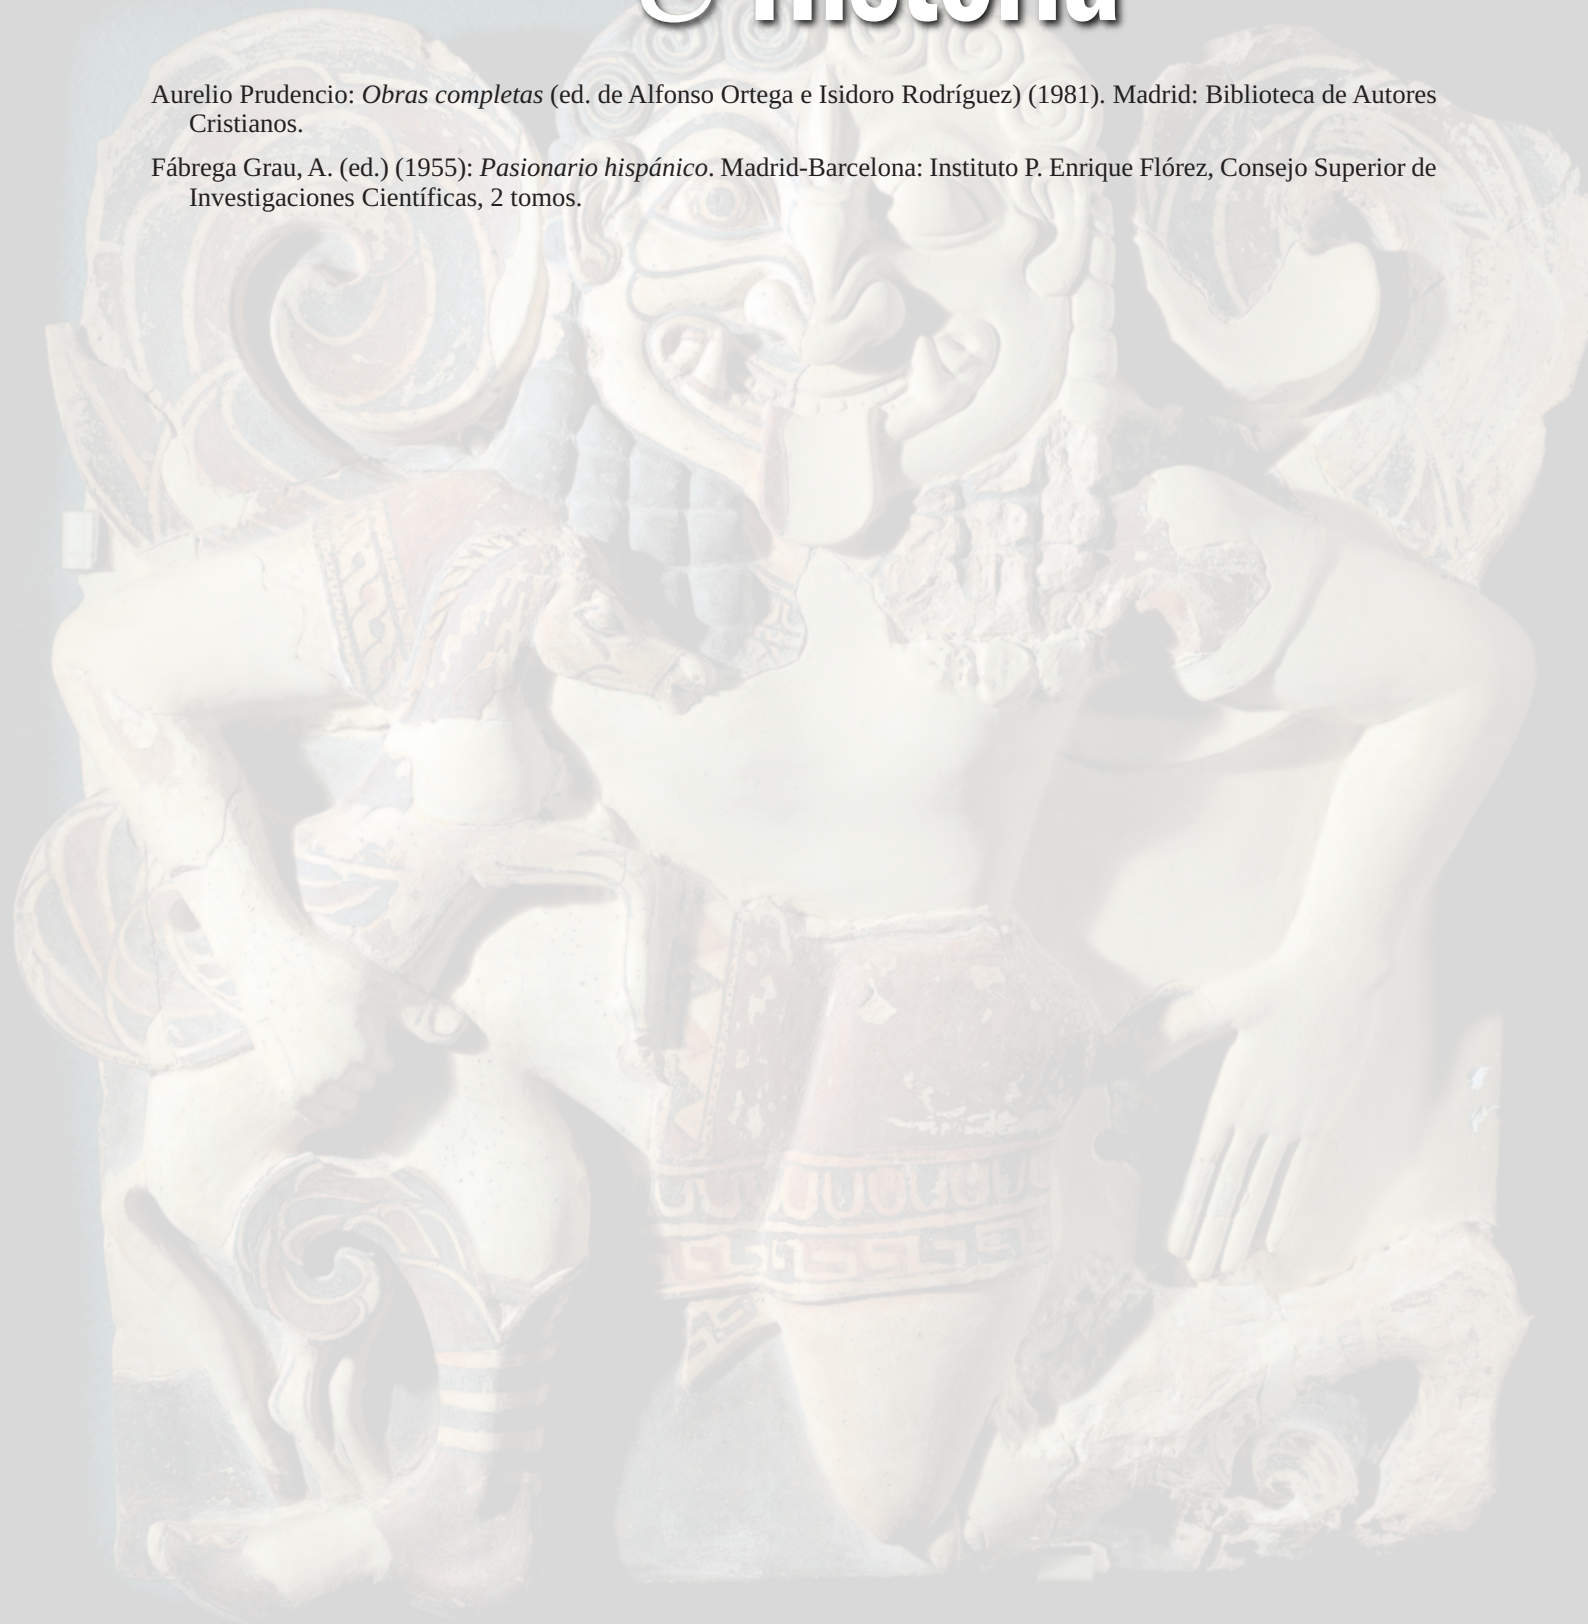 & Historia
Aurelio Prudencio: Obras completas (ed. de Alfonso Ortega e Isidoro Rodríguez) (1981). Madrid: Biblioteca de Autores
Cristianos.
Fábrega Grau, A. (ed.) (1955): Pasionario hispánico. Madrid-Barcelona: Instituto P. Enrique Flórez, Consejo Superior de
Investigaciones Científicas, 2 tomos.